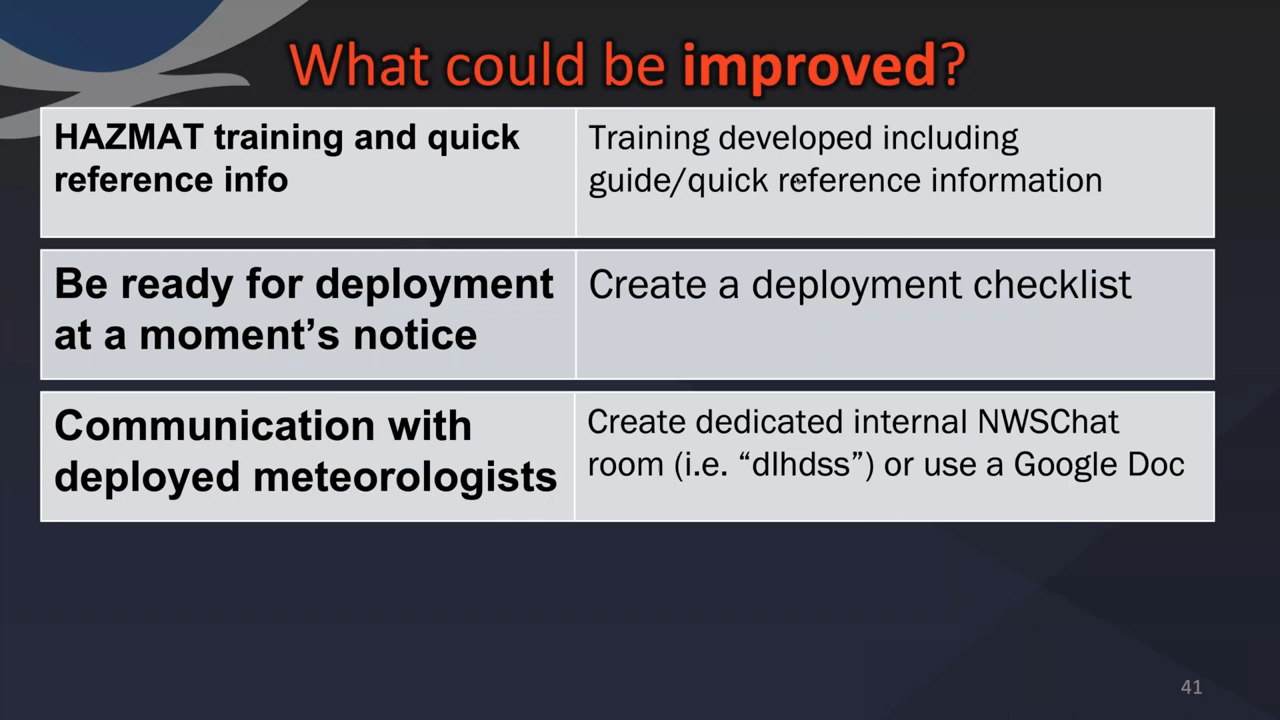 What could be improved?
HAZMAT training and quick
reference info
Training developed including
guide/quick reference information
Be ready for deployment
at a moment’s notice
Create a deployment checklist
Communication with
deployed meteorologists
Create dedicated internal NWSChat
room (i.e. “dlhdss”) or use a Google Doc
41